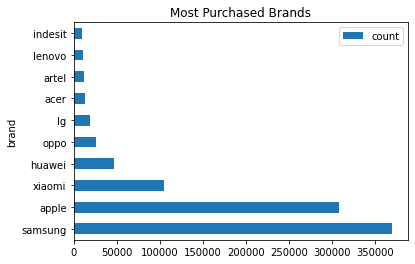 Most Purchased Brands
count
brand
indesit
lenovo
artel
acer
lg
oppo
huawei
xiaomi
apple
samsung
0 50000 100000 150000 200000 250000 300000 350000